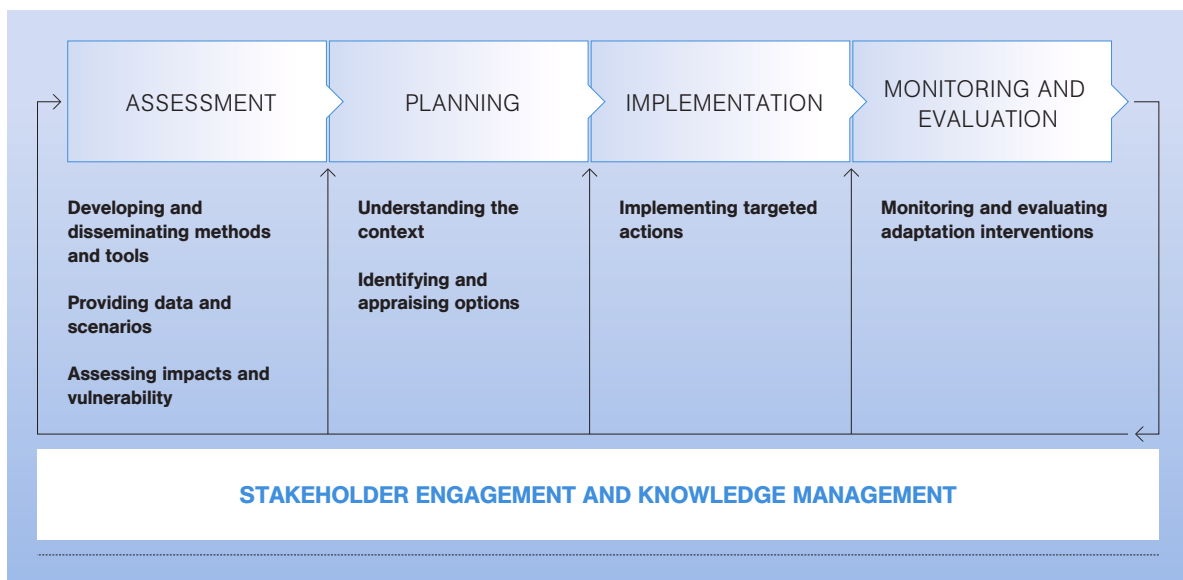 ASSESSMENT
PLANNING
IMPLEMENTATION
MONITORING AND
EVALUATION
Developing and
disseminating methods
and tools
Providing data and
scenarios
Assessing impacts and
vulnerability
Understanding the
context
Identifying and
appraising options
Implementing targeted
actions
Monitoring and evaluating
adaptation interventions
STAKEHOLDER ENGAGEMENT AND KNOWLEDGE MANAGEMENT